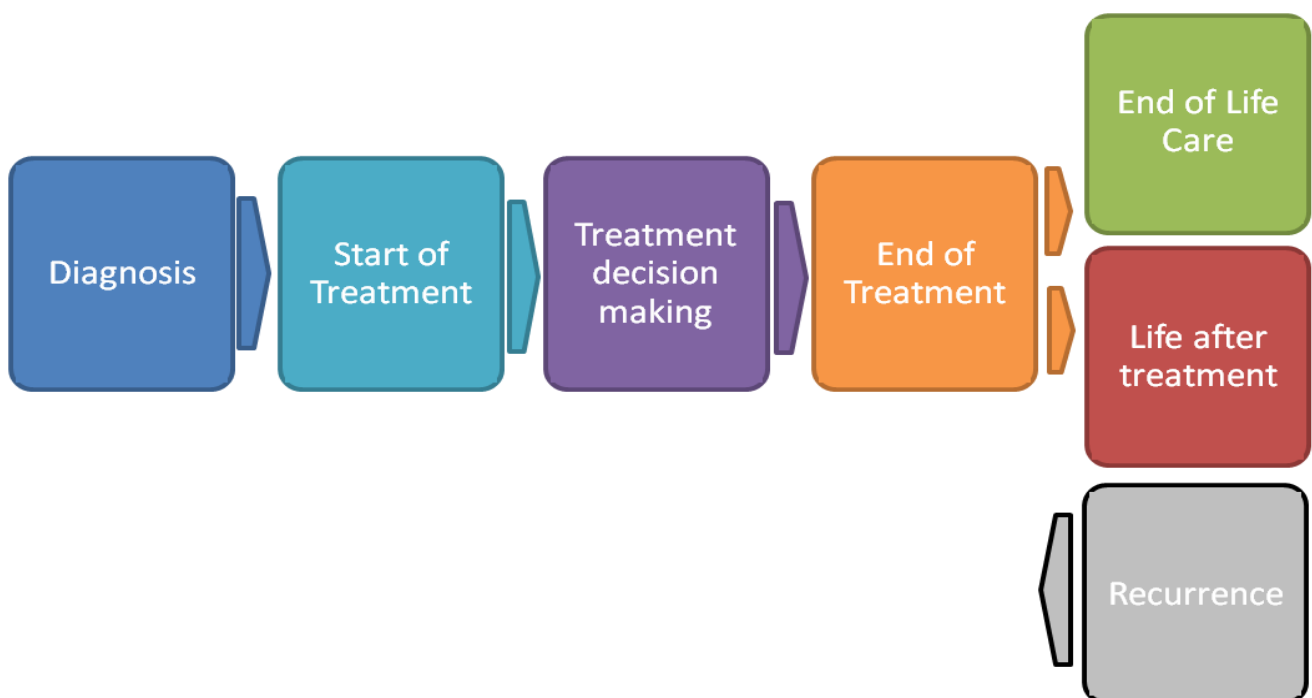 Diagnosis
Start of
Treatment
Treatment
decision
making
End of
Treatment
End of Life
Care
Life after
treatment
Recurrence